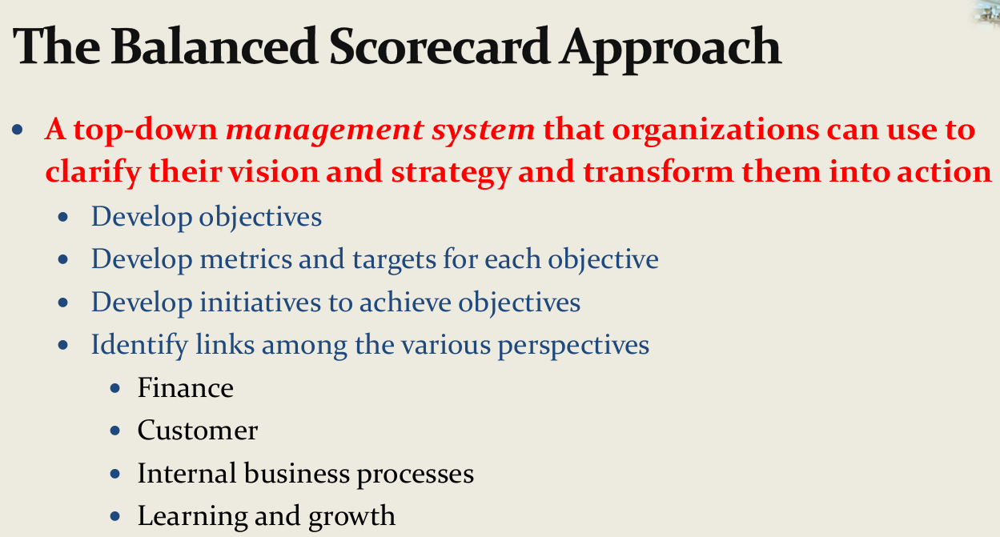 The Balanced Scorecard Approach
• A top-down management system that organizations can use to
clarify their vision and strategy and transform them into action
• Develop objectives
• Develop metrics and targets for each objective
• Develop initiatives to achieve objectives
• Identify links among the various perspectives
• Finance
• Customer
• Internal business processes
• Learning and growth